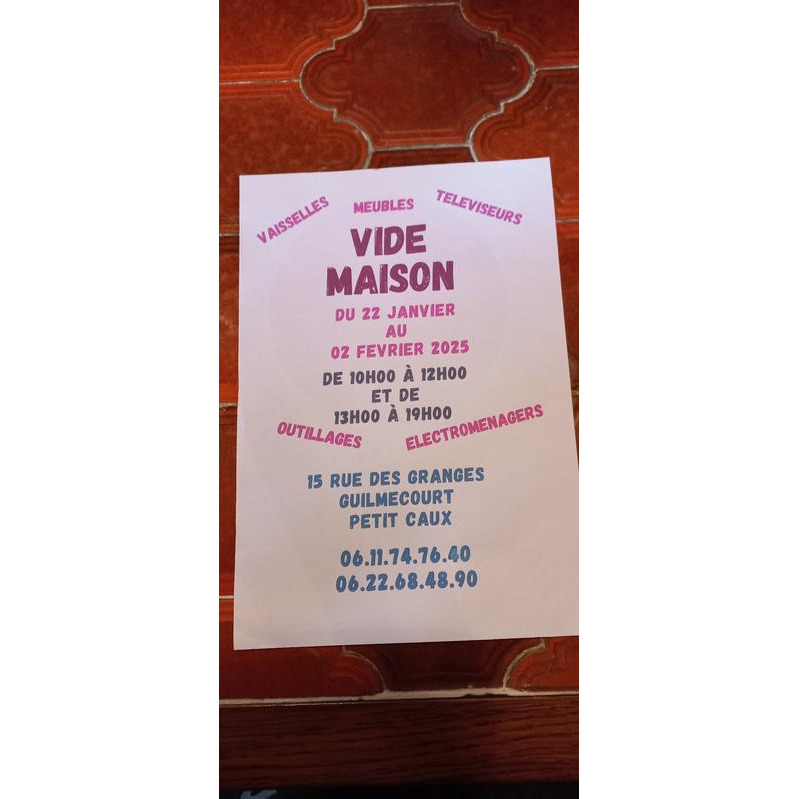 VAISSELLES
MEUBLES
TELEVISEURS
VIDE
MAISON
DU 22 JANVIER
AU
02 FEVRIER 2025
DE 10H00 À 12H00
ET DE
13H00 À 19H00
OUTILLAGES
ELECTROMENAGERS
15 RUE DES GRANGES
GUILMECOURT
PETIT CAUX
06.11.74.76.40
06.22.68.48.90